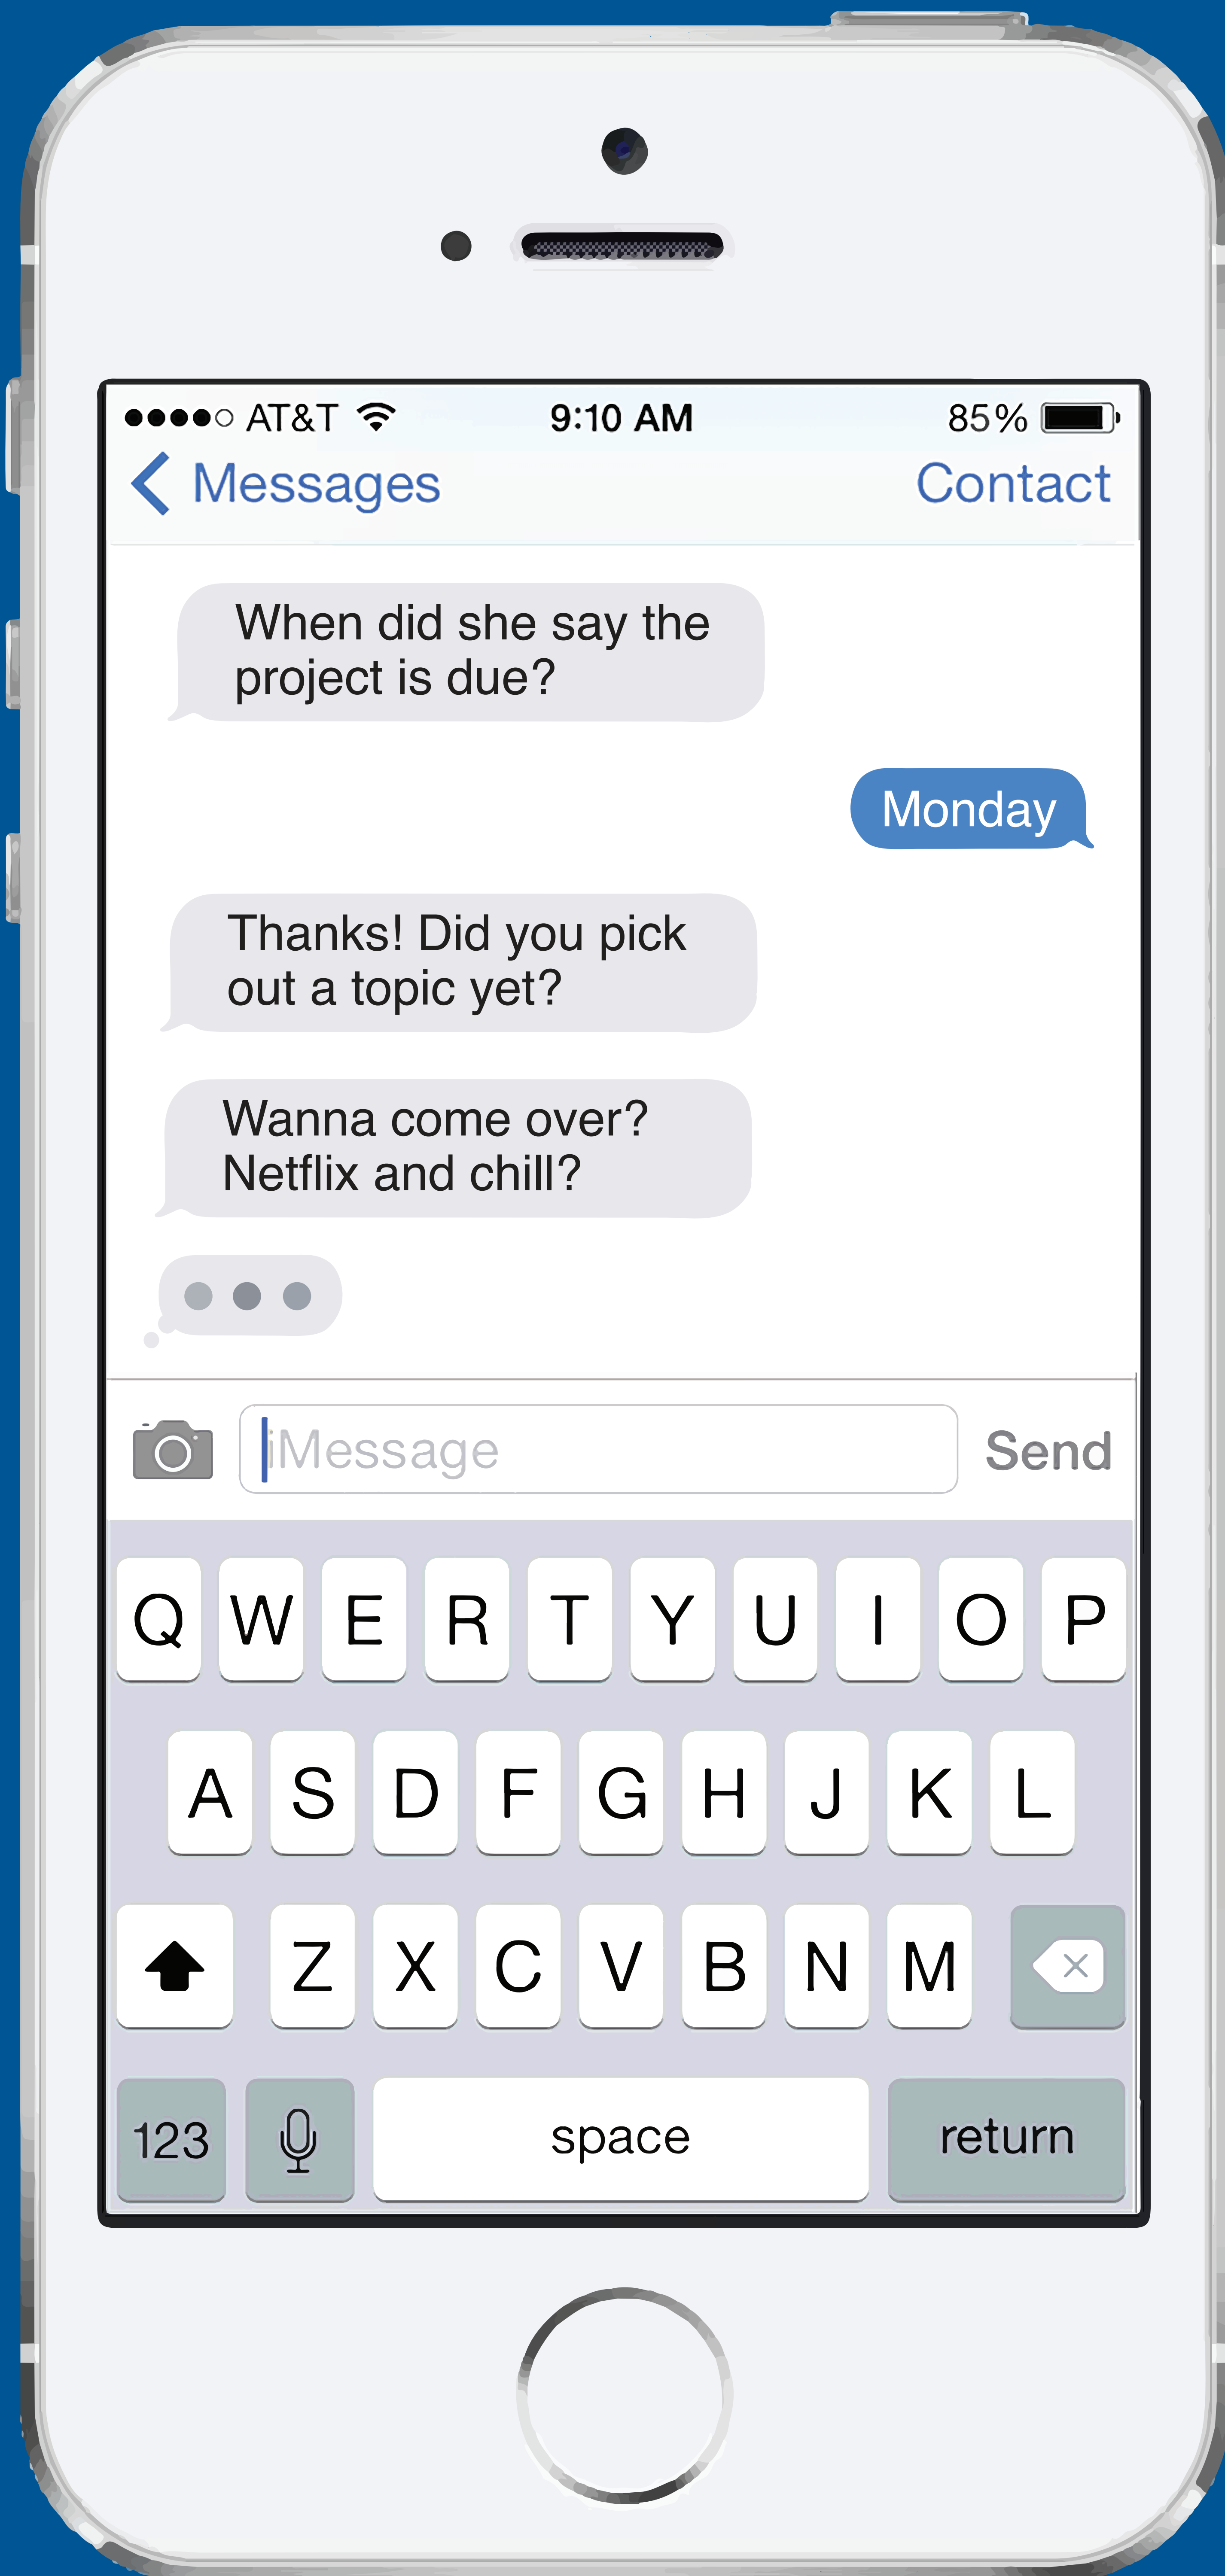 AT&T 9:10 AM 85%
Messages Contact
When did she say the
project is due?
Monday
Thanks! Did you pick
out a topic yet?
Wanna come over?
Netflix and chill?
iMessage Send
Q W E R T Y U I O P
A S D F G H J K L
Z X C V B N M
123 space return